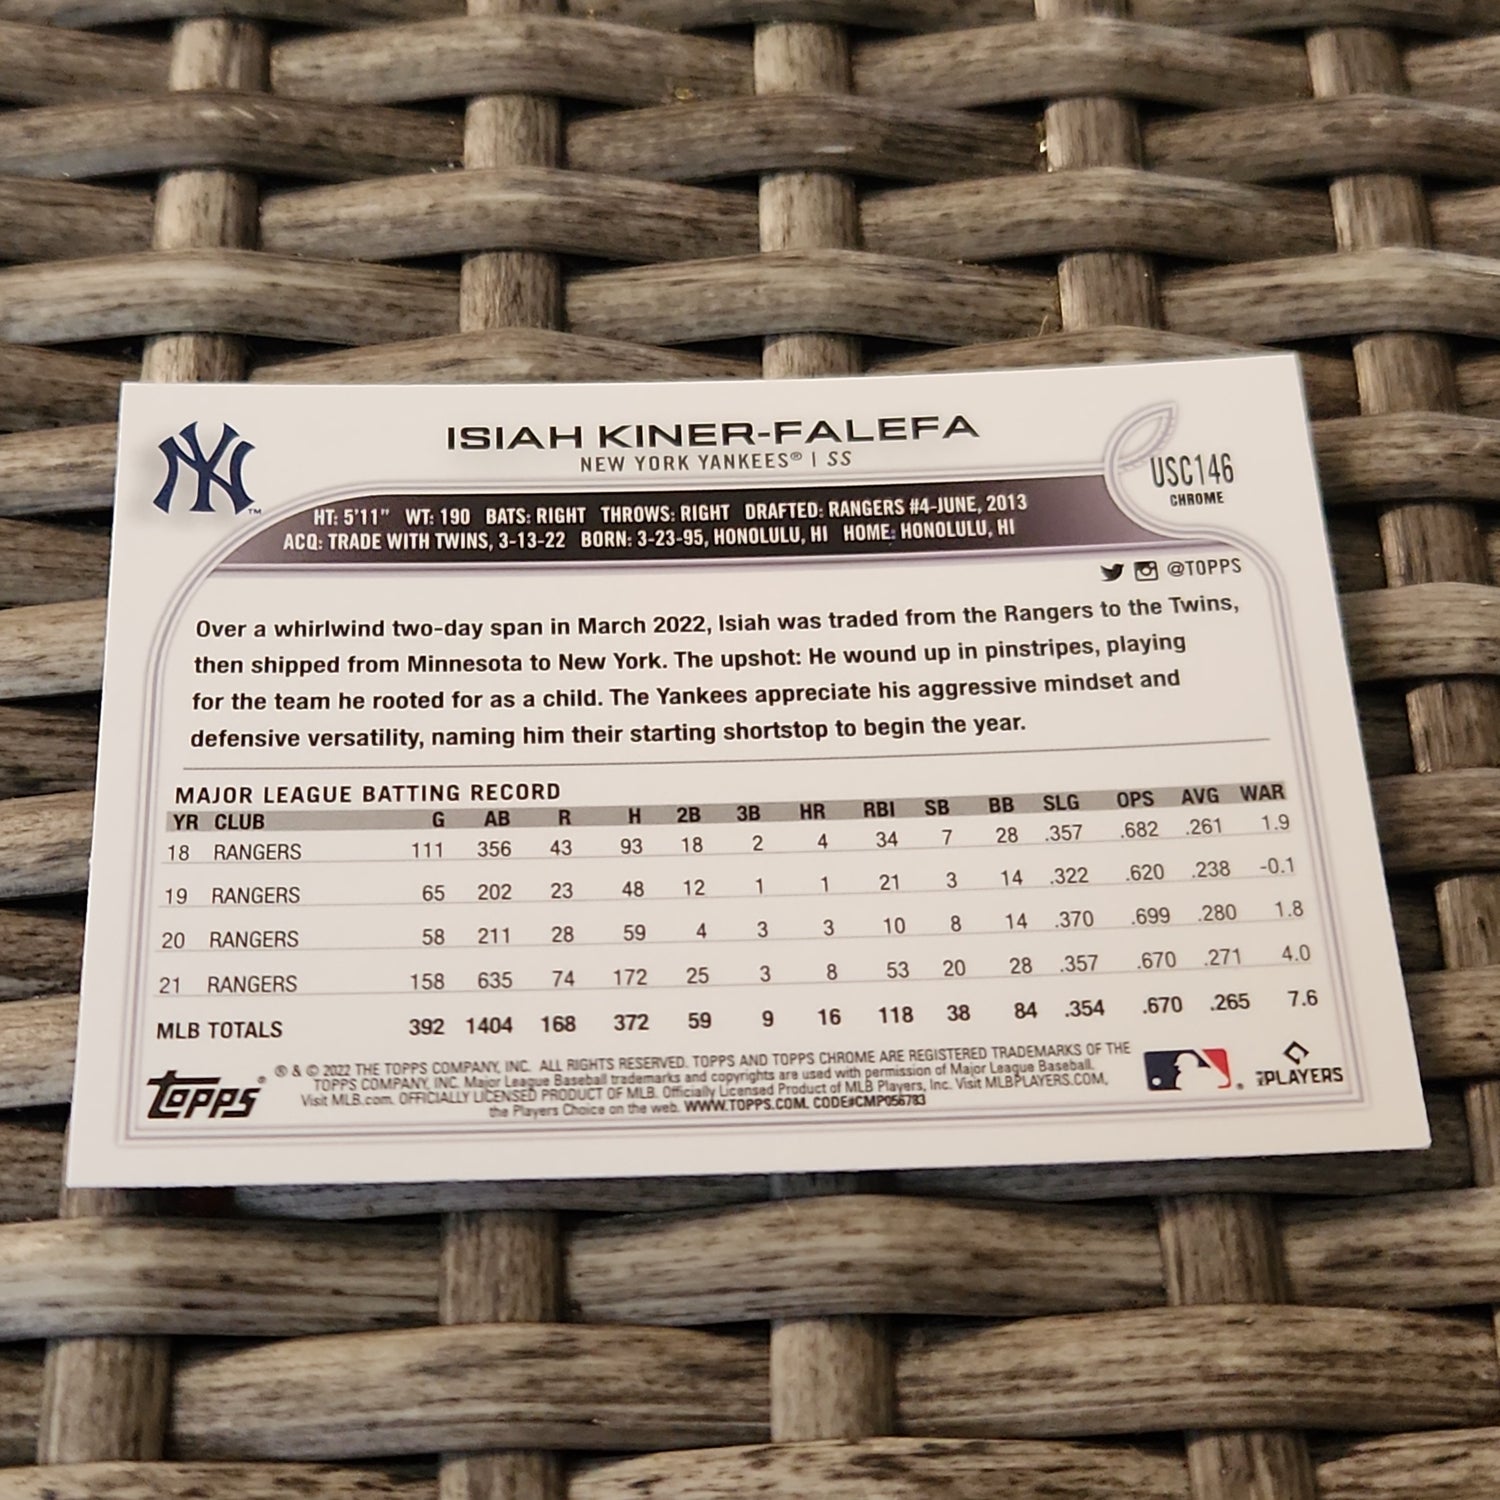 NY™
ISIAH KINER-FALEFA
NEW YORK YANKEES® | SS
USC146
CHROME
HT: 5'11" WT: 190 BATS: RIGHT THROWS: RIGHT DRAFTED: RANGERS #4-JUNE, 2013
ACQ: TRADE WITH TWINS, 3-13-22 BORN: 3-23-95, HONOLULU, HI HOME: HONOLULU, HI
@TOPPS
Over a whirlwind two-day span in March 2022, Isiah was traded from the Rangers to the Twins,
then shipped from Minnesota to New York. The upshot: He wound up in pinstripes, playing
for the team he rooted for as a child. The Yankees appreciate his aggressive mindset and
defensive versatility, naming him their starting shortstop to begin the year.
MAJOR LEAGUE BATTING RECORD
YR CLUB G AB R H 2B 3B HR RBI SB BB SLG OPS AVG WAR
18 RANGERS 111 356 43 93 18 2 4 34 7 28 .357 .682 .261 1.9
19 RANGERS 65 202 23 48 12 1 1 21 3 14 .322 .620 .238 -0.1
20 RANGERS 58 211 28 59 4 3 3 10 8 14 .370 .699 .280 1.8
21 RANGERS 158 635 74 172 25 3 8 53 20 28 .357 .670 .271 4.0
MLB TOTALS 392 1404 168 372 59 9 16 118 38 84 .354 .670 .265 7.6
Topps®
® & © 2022 THE TOPPS COMPANY, INC. ALL RIGHTS RESERVED. TOPPS AND TOPPS CHROME ARE REGISTERED TRADEMARKS OF THE
TOPPS COMPANY, INC. Major League Baseball trademarks and copyrights are used with permission of Major League Baseball.
Visit MLB.com. OFFICIALLY LICENSED PRODUCT OF MLB. Officially Licensed Product of MLB Players, Inc. Visit MLBPLAYERS.COM,
the Players Choice on the web. WWW.TOPPS.COM. CODE#CMP056783
MLB PLAYERS